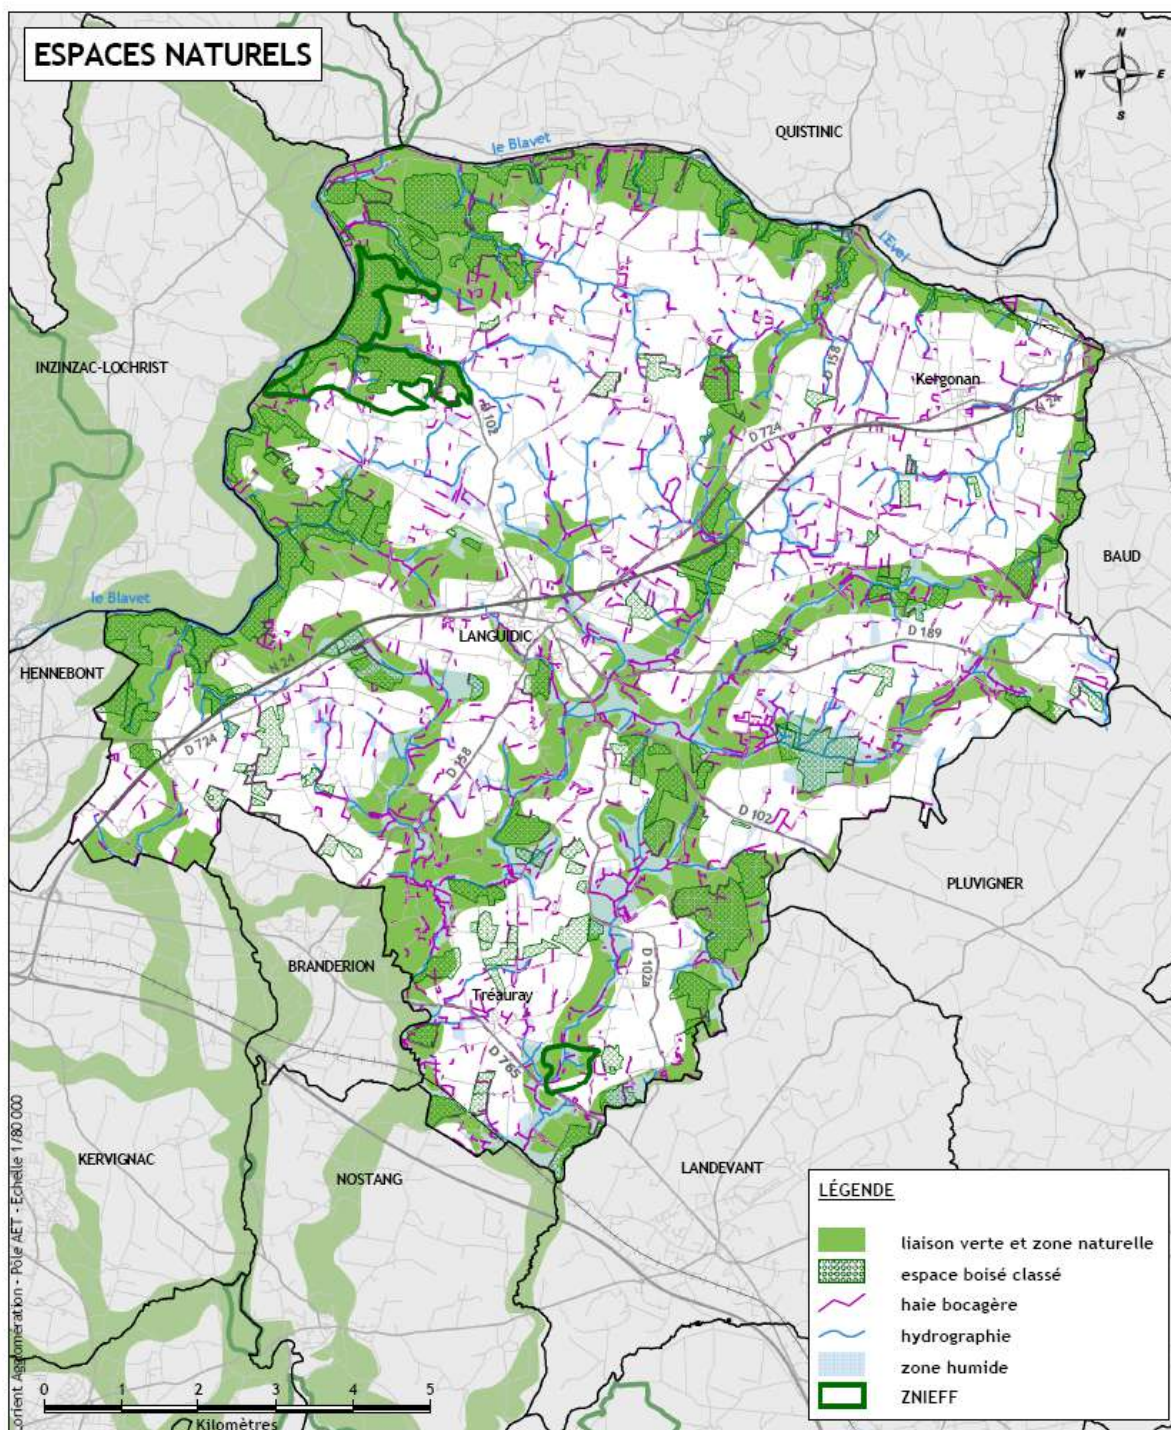 ESPACES NATURELS
N
W E
S
QUISTINIC
le Blavet
l'Evel
INZINZAC-LOCHRIST
D 158
Kergonan
N 24
D 102
D 724
BAUD
le Blavet
LANGUIDIC
D 189
HENNEBONT
N 24
D 724
D 158
D 102
PLUVIGNER
BRANDERION
D 102a
Tréauray
D 765
KERVIGNAC
NOSTANG
LANDEVANT
LÉGENDE
liaison verte et zone naturelle
espace boisé classé
haie bocagère
hydrographie
zone humide
ZNIEFF
0 1 2 3 4 5
Kilomètres
Lorient Agglomération - Pôle AET - Echelle 1/80 000